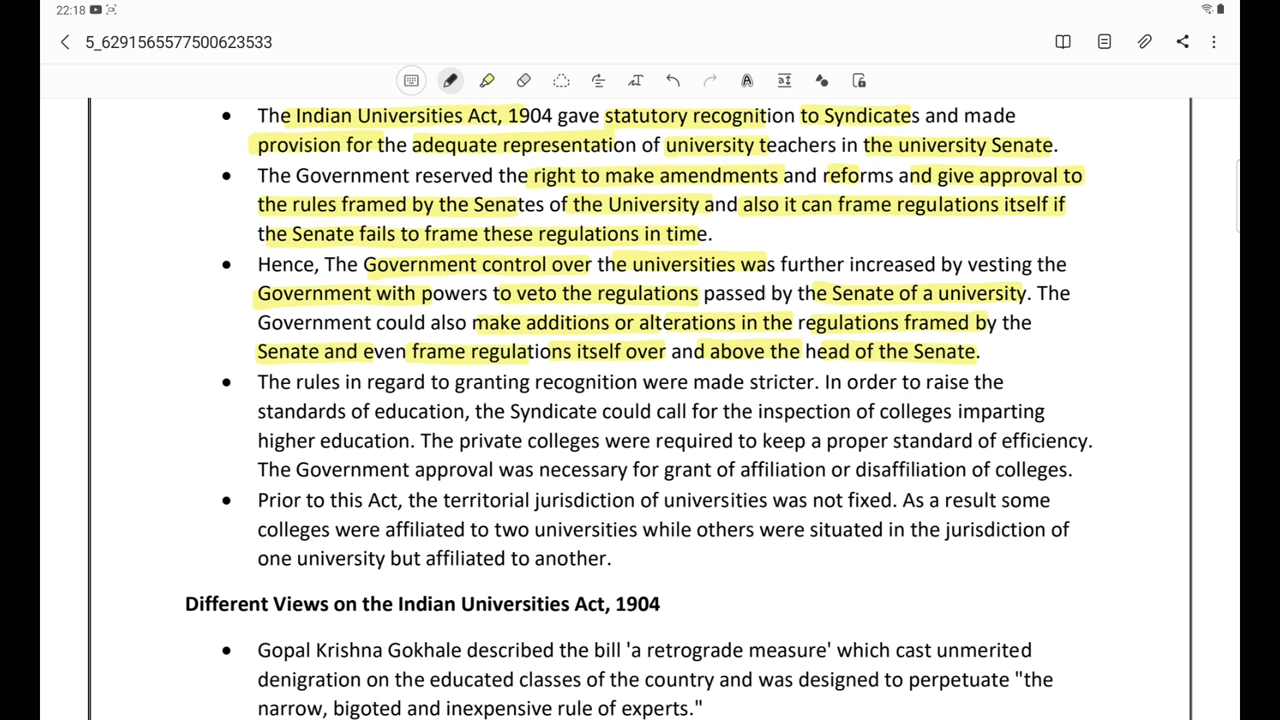 22:18
5_6291565577500623533
• The Indian Universities Act, 1904 gave statutory recognition to Syndicates and made
provision for the adequate representation of university teachers in the university Senate.
• The Government reserved the right to make amendments and reforms and give approval to
the rules framed by the Senates of the University and also it can frame regulations itself if
the Senate fails to frame these regulations in time.
• Hence, The Government control over the universities was further increased by vesting the
Government with powers to veto the regulations passed by the Senate of a university. The
Government could also make additions or alterations in the regulations framed by the
Senate and even frame regulations itself over and above the head of the Senate.
• The rules in regard to granting recognition were made stricter. In order to raise the
standards of education, the Syndicate could call for the inspection of colleges imparting
higher education. The private colleges were required to keep a proper standard of efficiency.
The Government approval was necessary for grant of affiliation or disaffiliation of colleges.
• Prior to this Act, the territorial jurisdiction of universities was not fixed. As a result some
colleges were affiliated to two universities while others were situated in the jurisdiction of
one university but affiliated to another.
Different Views on the Indian Universities Act, 1904
• Gopal Krishna Gokhale described the bill 'a retrograde measure' which cast unmerited
denigration on the educated classes of the country and was designed to perpetuate "the
narrow, bigoted and inexpensive rule of experts."